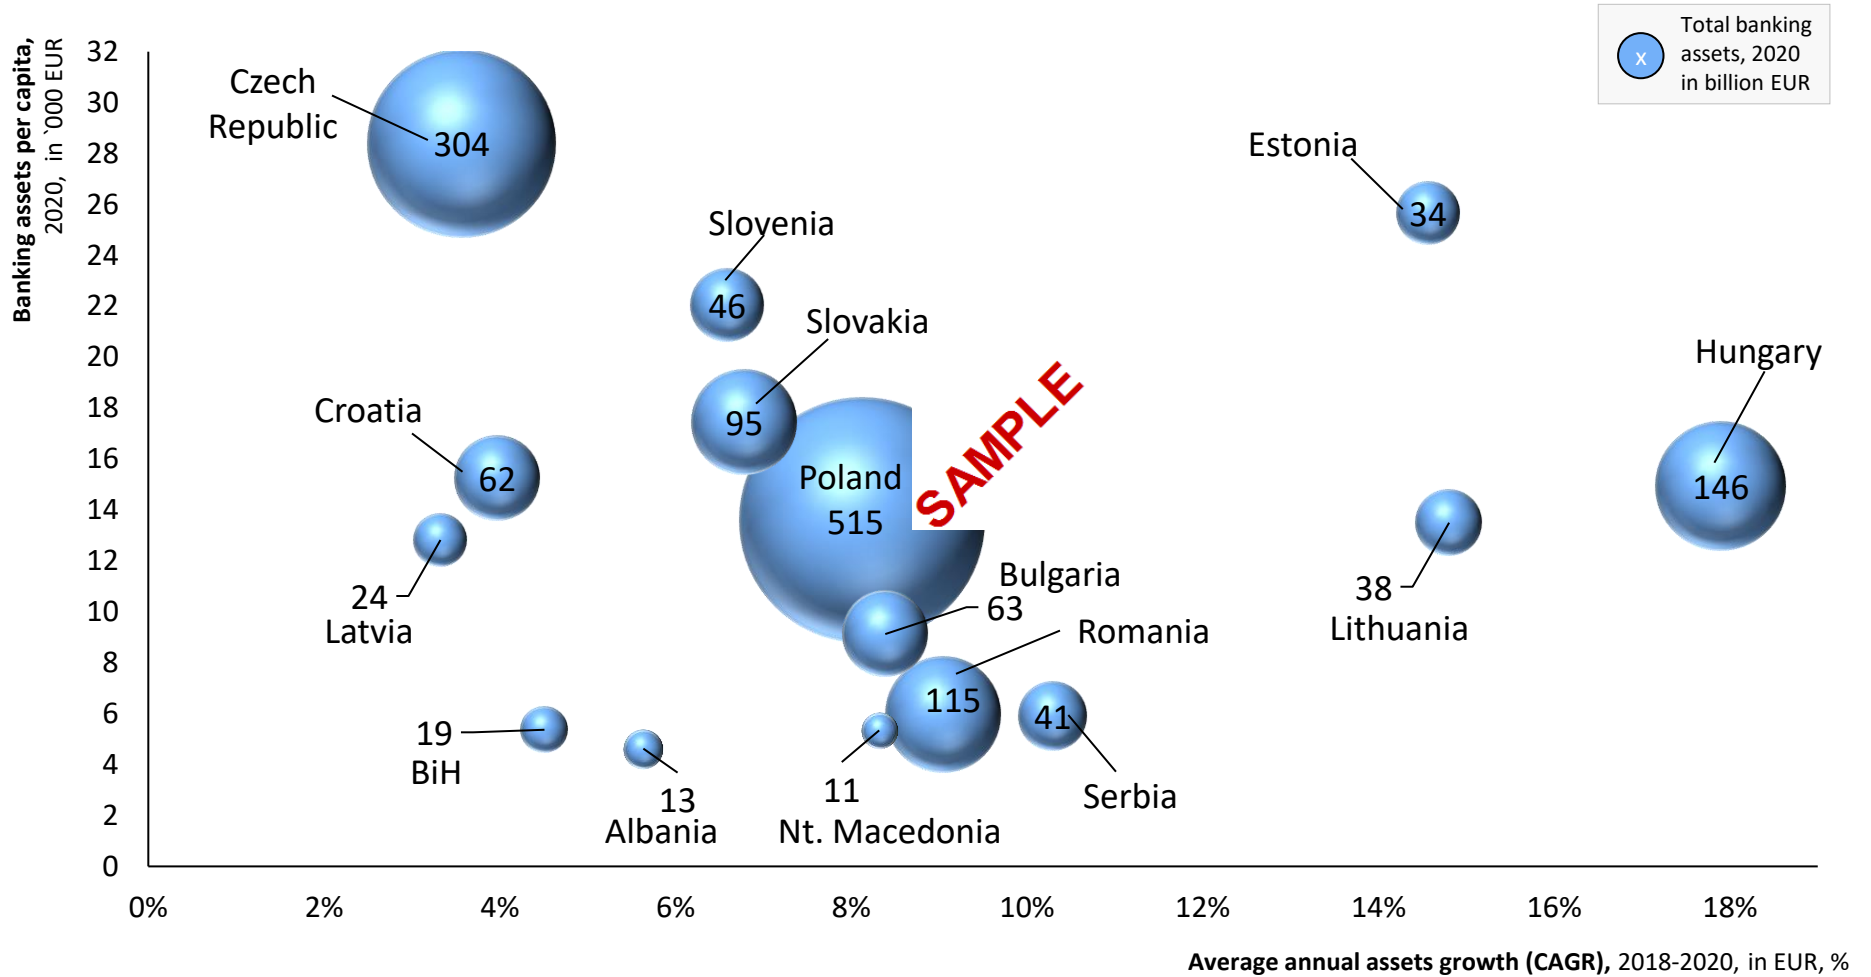 Total banking
assets, 2020
in billion EUR
x
Banking assets per capita,
2020, in `000 EUR
32
30
28
26
24
22
20
18
16
14
12
10
8
6
4
2
0
Czech
Republic
304
Estonia
34
Slovenia
46
Slovakia
95
Hungary
146
Croatia
62
SAMPLE
Poland
515
24
Latvia
Bulgaria
63
38
Lithuania
Romania
115
19
BiH
41
Serbia
13
Albania
11
Nt. Macedonia
0%
2%
4%
6%
8%
10%
12%
14%
16%
18%
Average annual assets growth (CAGR), 2018-2020, in EUR, %